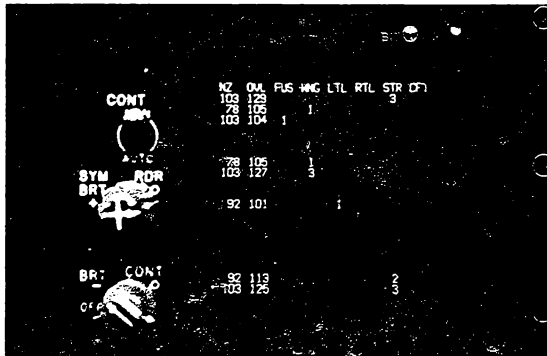 NZ OVL FUS WNG LTL RTL STR CFT
103 129 3
78 105 1
103 104 1
78 105 1
103 127 3
92 101 1
92 113 2
103 125 3
CONT
AUTO
SYM RDR
BRT
+ -
BRT CONT
-
OFF